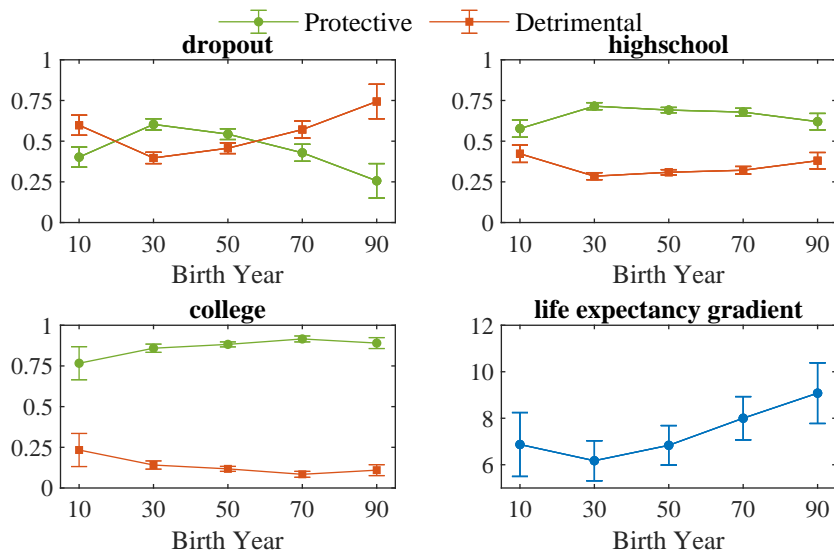 Protective Detrimental
dropout
1
0.75
0.5
0.25
0
10 30 50 70 90
Birth Year
highschool
1
0.75
0.5
0.25
0
10 30 50 70 90
Birth Year
college
1
0.75
0.5
0.25
0
10 30 50 70 90
Birth Year
life expectancy gradient
12
10
8
6
10 30 50 70 90
Birth Year